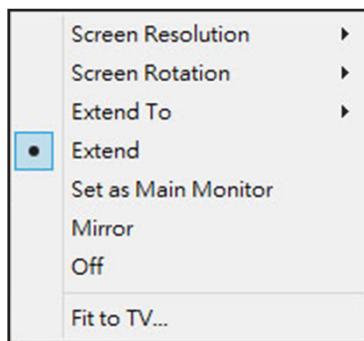 Screen Resolution
Screen Rotation
Extend To
Extend
Set as Main Monitor
Mirror
Off
Fit to TV...